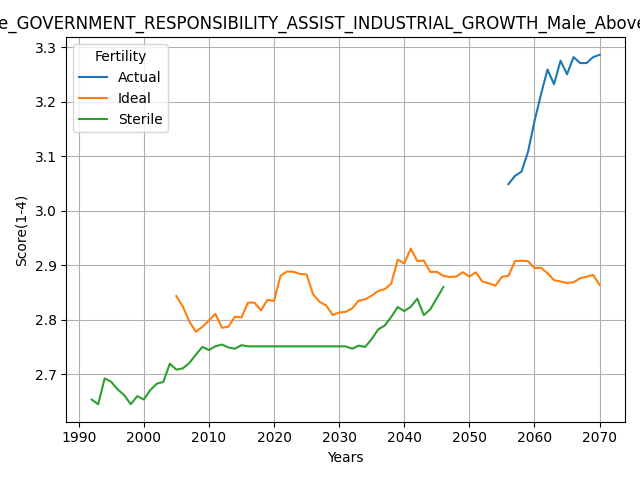 e_GOVERNMENT_RESPONSIBILITY_ASSIST_INDUSTRIAL_GROWTH_Male_Above
Fertility
Actual
Ideal
Sterile
3.3
3.2
3.1
3.0
2.9
2.8
2.7
Score(1-4)
1990 2000 2010 2020 2030 2040 2050 2060 2070
Years